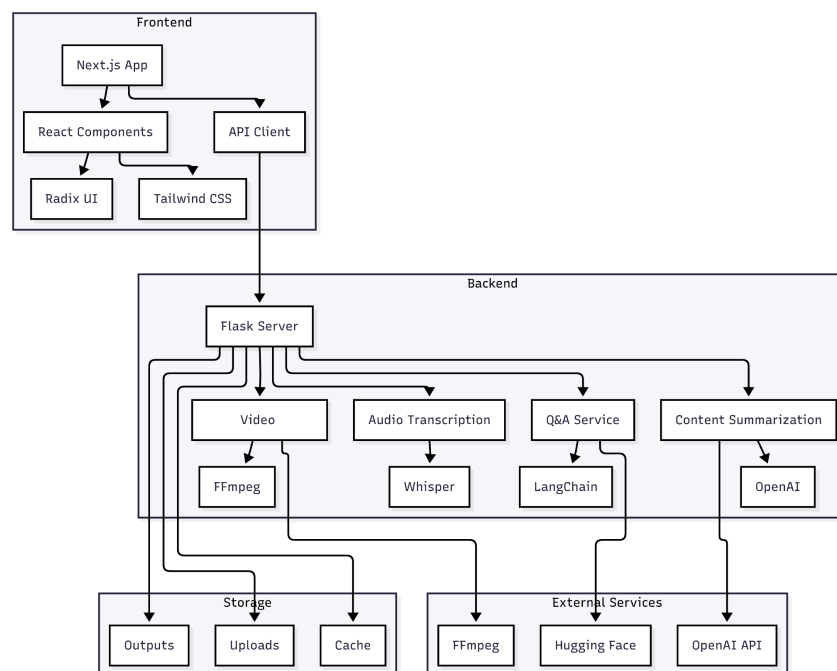 Frontend
Next.js App
React Components
API Client
Radix UI
Tailwind CSS
Backend
Flask Server
Video
Audio Transcription
Q&A Service
Content Summarization
FFmpeg
Whisper
LangChain
OpenAI
Storage
External Services
Outputs
Uploads
Cache
FFmpeg
Hugging Face
OpenAI API